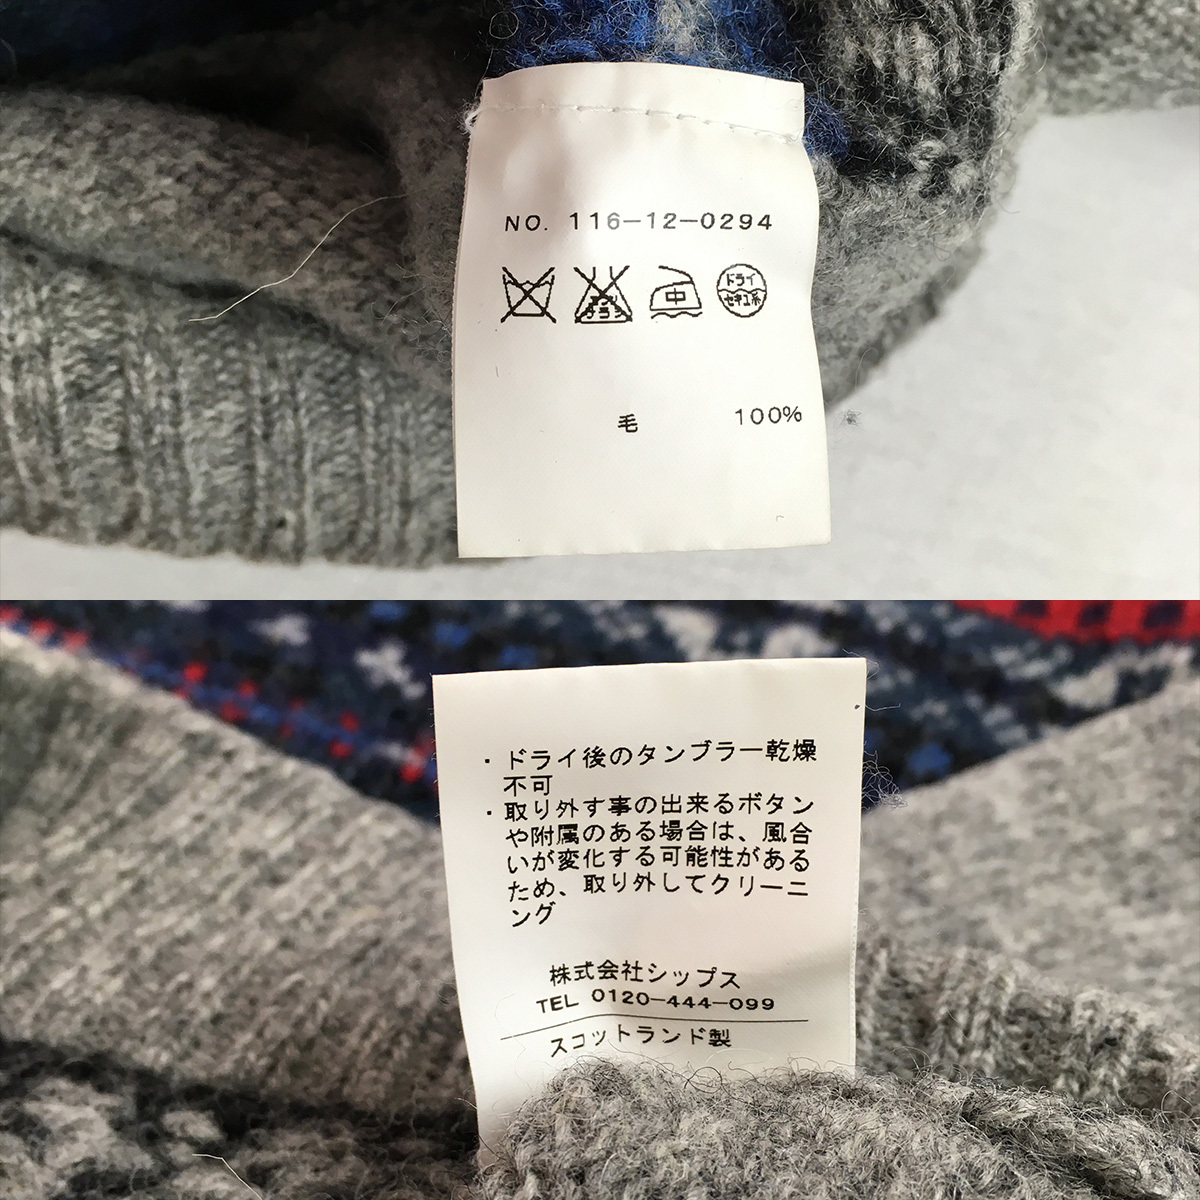 NO. 116-12-0294
中
ドライ
セキユ系
毛 100%
・ドライ後のタンブラー乾燥
不可
・取り外す事の出来るボタン
や附属のある場合は、風合
いが変化する可能性がある
ため、取り外してクリーニ
ング
株式会社シップス
TEL 0120-444-099
スコットランド製